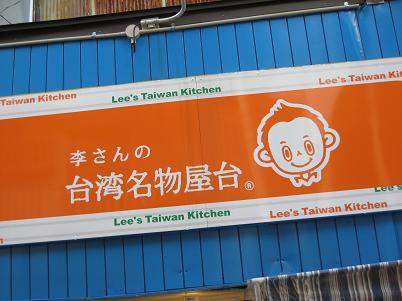 Taiwan Kitchen Lee's Taiwan Kitchen Lee's Taiwan Kitchen
李さんの
台湾名物屋台®
Lee's Taiwan Kitchen Lee's Taiwan Kitchen Lee's